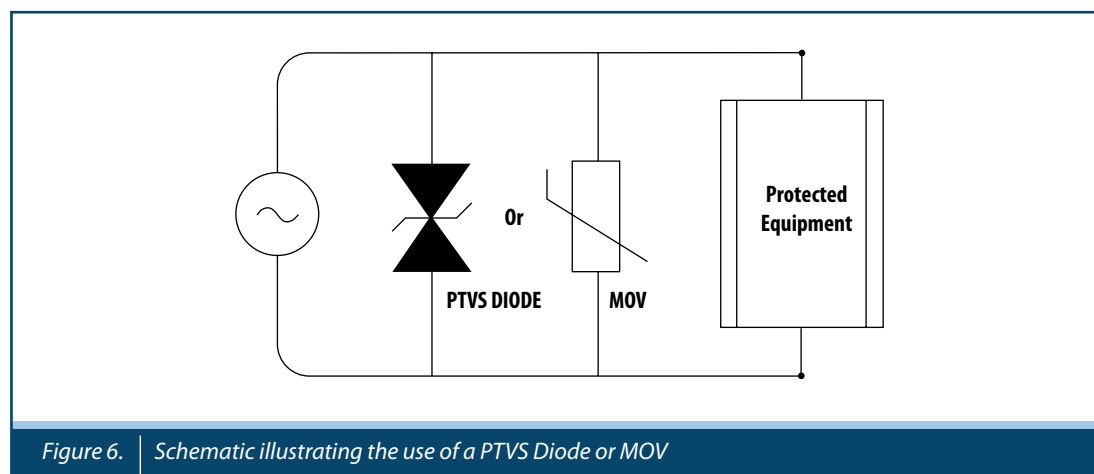 Protected
Equipment
Or
PTVS DIODE
MOV
Figure 6. Schematic illustrating the use of a PTVS Diode or MOV